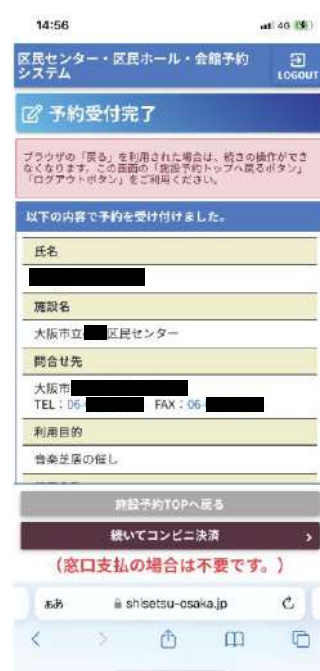 14:56
4G
区民センター・区民ホール・会館予約
システム
LOGOUT
予約受付完了
ブラウザの「戻る」を利用された場合は、続きの操作ができ
なくなります。この画面の「施設予約トップへ戻るボタン」
「ログアウトボタン」をご利用ください。
以下の内容で予約を受け付けました。
氏名
施設名
大阪市立 区民センター
問合せ先
大阪市
TEL:06- FAX:06-
利用目的
音楽芝居の催し
施設予約TOPへ戻る
続いてコンビニ決済
(窓口支払の場合は不要です。)
ああ shisetsu-osaka.jp